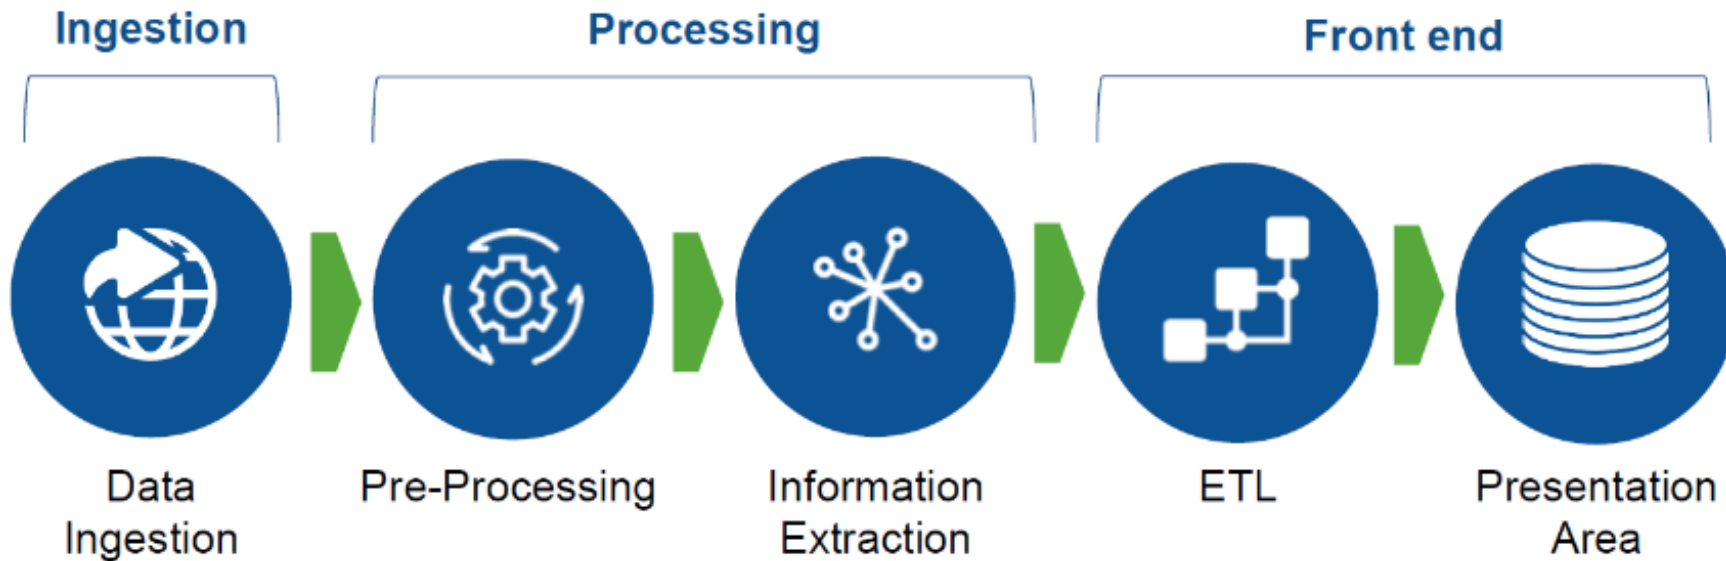 Ingestion
Processing
Front end
Data
Ingestion
Pre-Processing
Information
Extraction
ETL
Presentation
Area